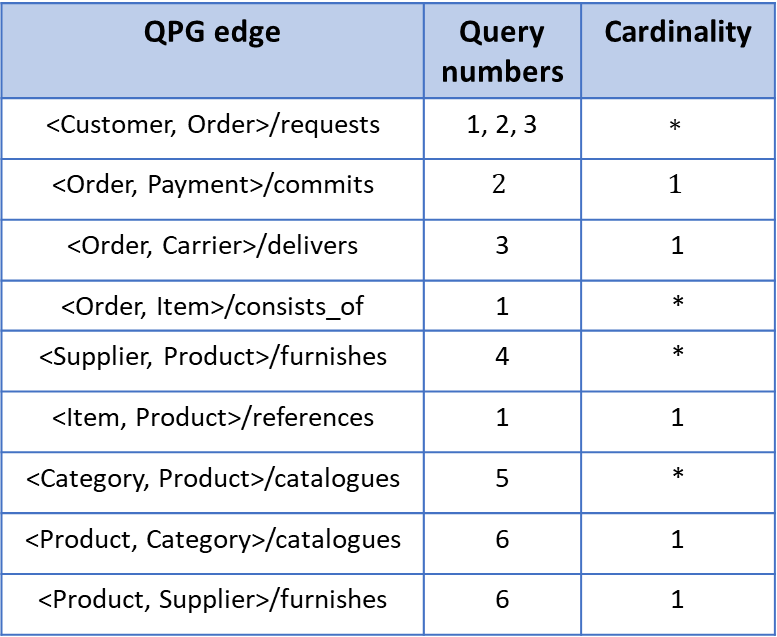 QPG edge Query numbers Cardinality
<Customer, Order>/requests 1, 2, 3 *
<Order, Payment>/commits 2 1
<Order, Carrier>/delivers 3 1
<Order, Item>/consists_of 1 *
<Supplier, Product>/furnishes 4 *
<Item, Product>/references 1 1
<Category, Product>/catalogues 5 *
<Product, Category>/catalogues 6 1
<Product, Supplier>/furnishes 6 1